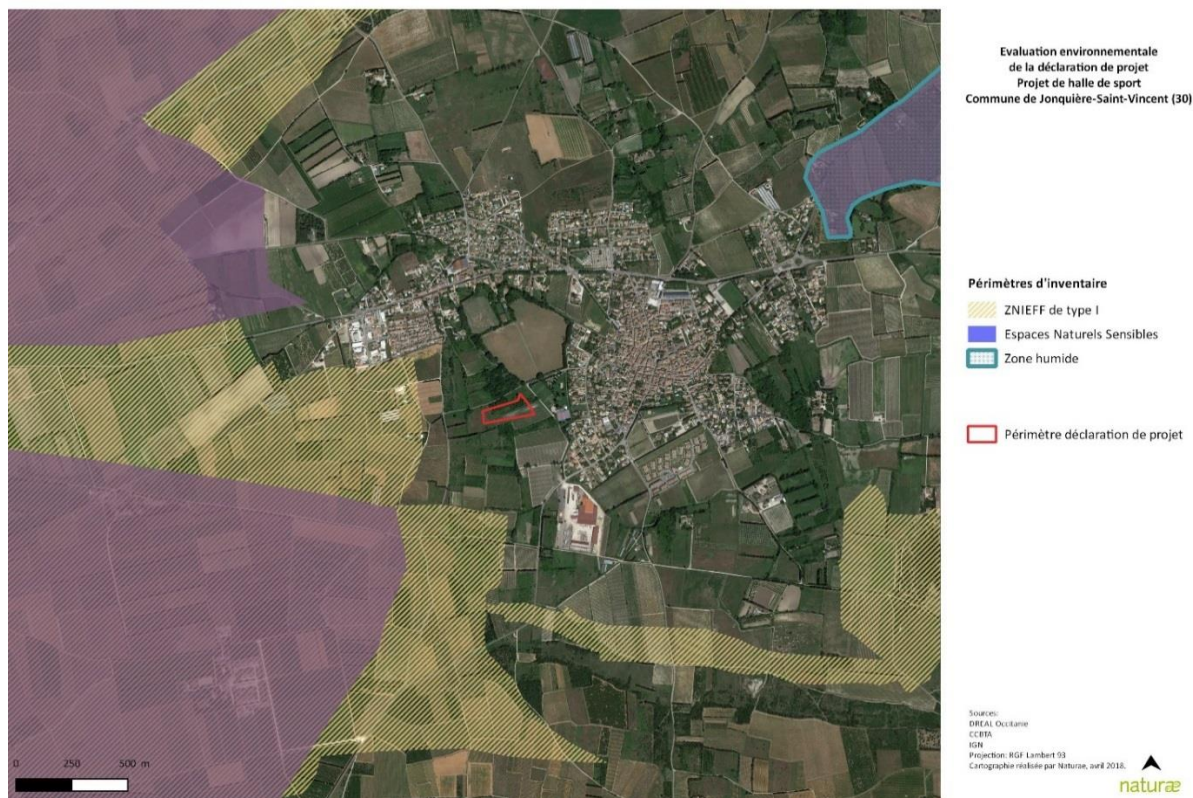 Evaluation environnementale
de la déclaration de projet
Projet de halle de sport
Commune de Jonquière-Saint-Vincent (30)
Périmètres d'inventaire
ZNIEFF de type I
Espaces Naturels Sensibles
Zone humide
Périmètre déclaration de projet
0 250 500 m
Sources:
DREAL Occitanie
CCBTA
IGN
Projection: RGF Lambert 93
Cartographie réalisée par Naturae, avril 2018.
naturæ